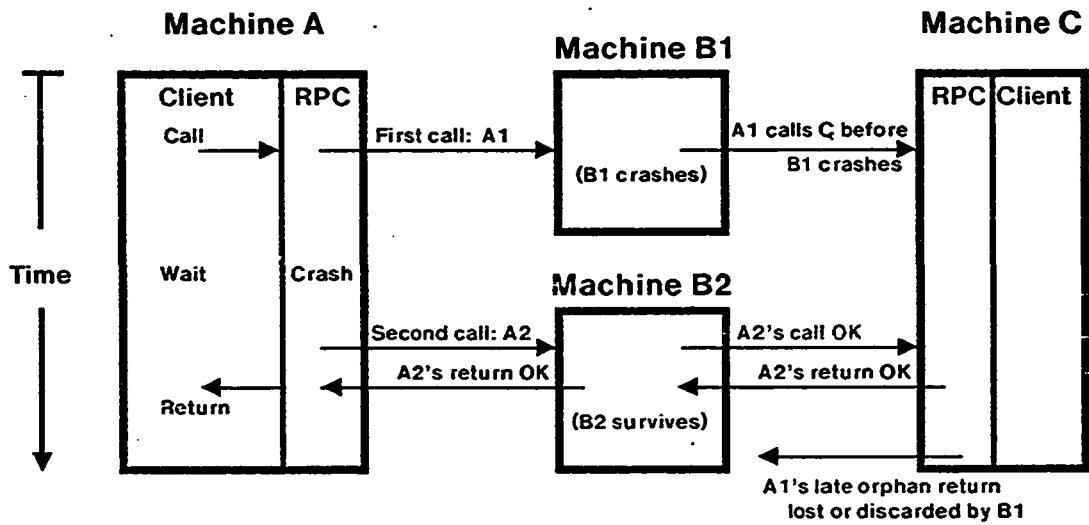 Machine A
Machine B1
Machine C
Client
RPC
RPC
Client
Call
First call: A1
A1 calls C before
B1 crashes
(B1 crashes)
Time
Wait
Crash
Machine B2
Second call: A2
A2's call OK
A2's return OK
A2's return OK
Return
(B2 survives)
A1's late orphan return
lost or discarded by B1